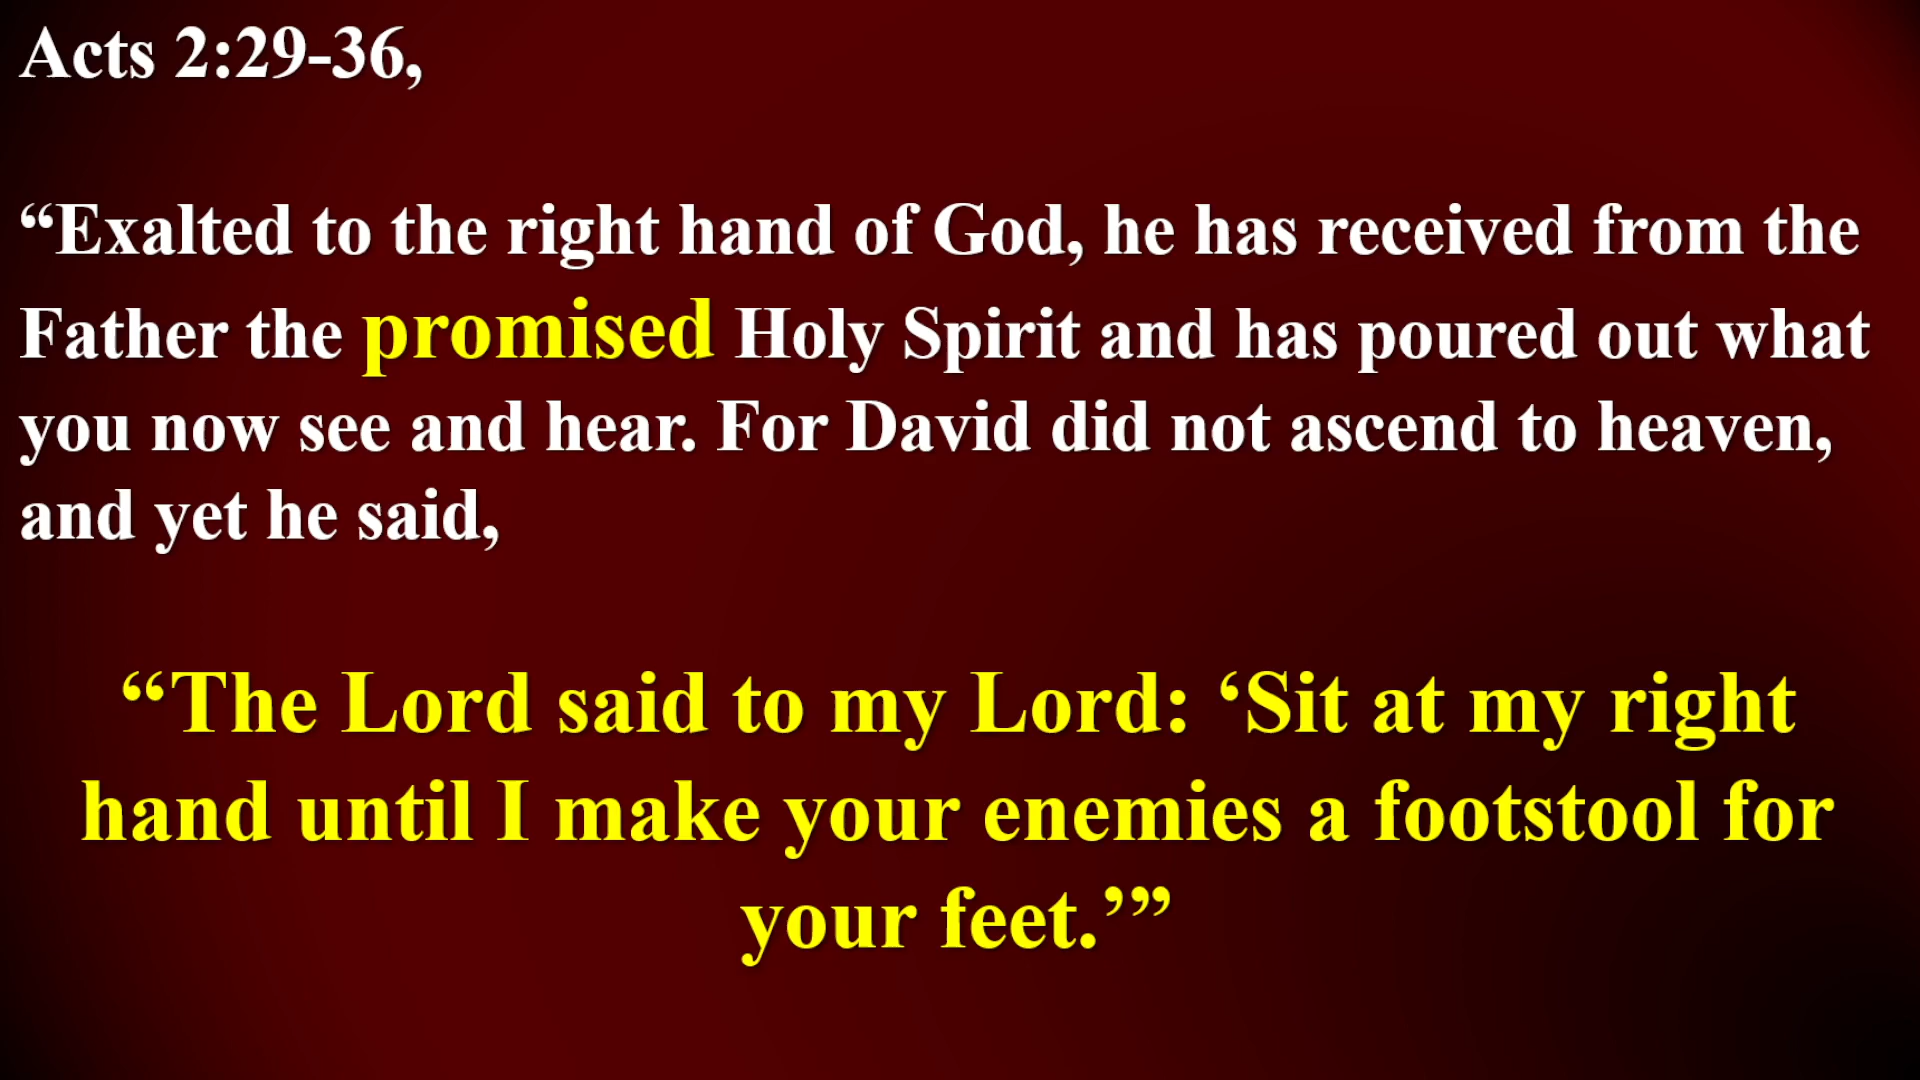 Acts 2:29-36,
“Exalted to the right hand of God, he has received from the
Father the promised Holy Spirit and has poured out what
you now see and hear. For David did not ascend to heaven,
and yet he said,
“The Lord said to my Lord: ‘Sit at my right
hand until I make your enemies a footstool for
your feet.’”